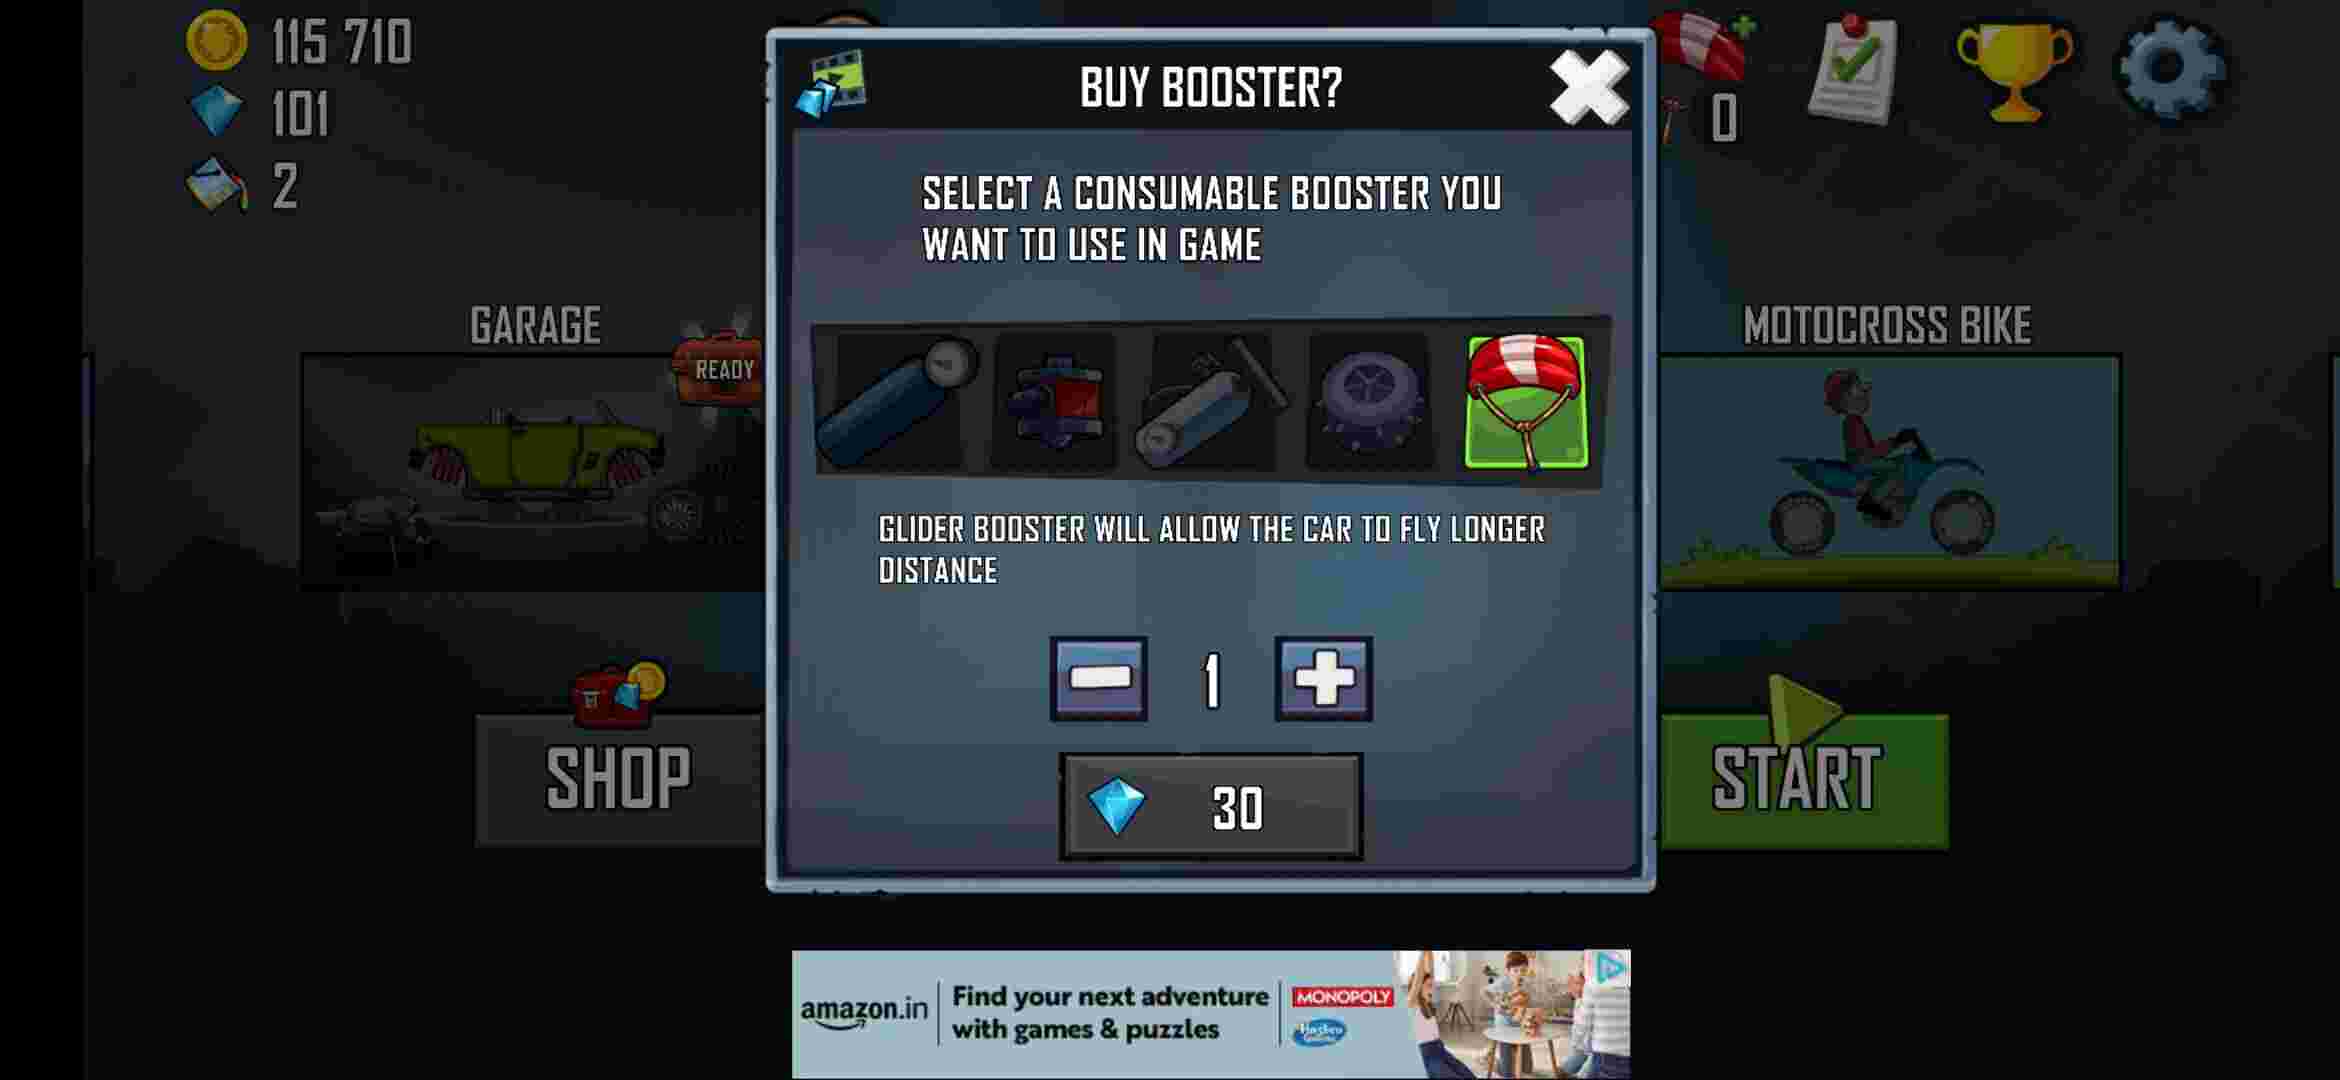 115 710
101
2
BUY BOOSTER?
0
SELECT A CONSUMABLE BOOSTER YOU
WANT TO USE IN GAME
GARAGE
READY
MOTOCROSS BIKE
GLIDER BOOSTER WILL ALLOW THE CAR TO FLY LONGER
DISTANCE
1
SHOP
30
START
amazon.in
Find your next adventure
with games & puzzles
MONOPOLY
Hasbro